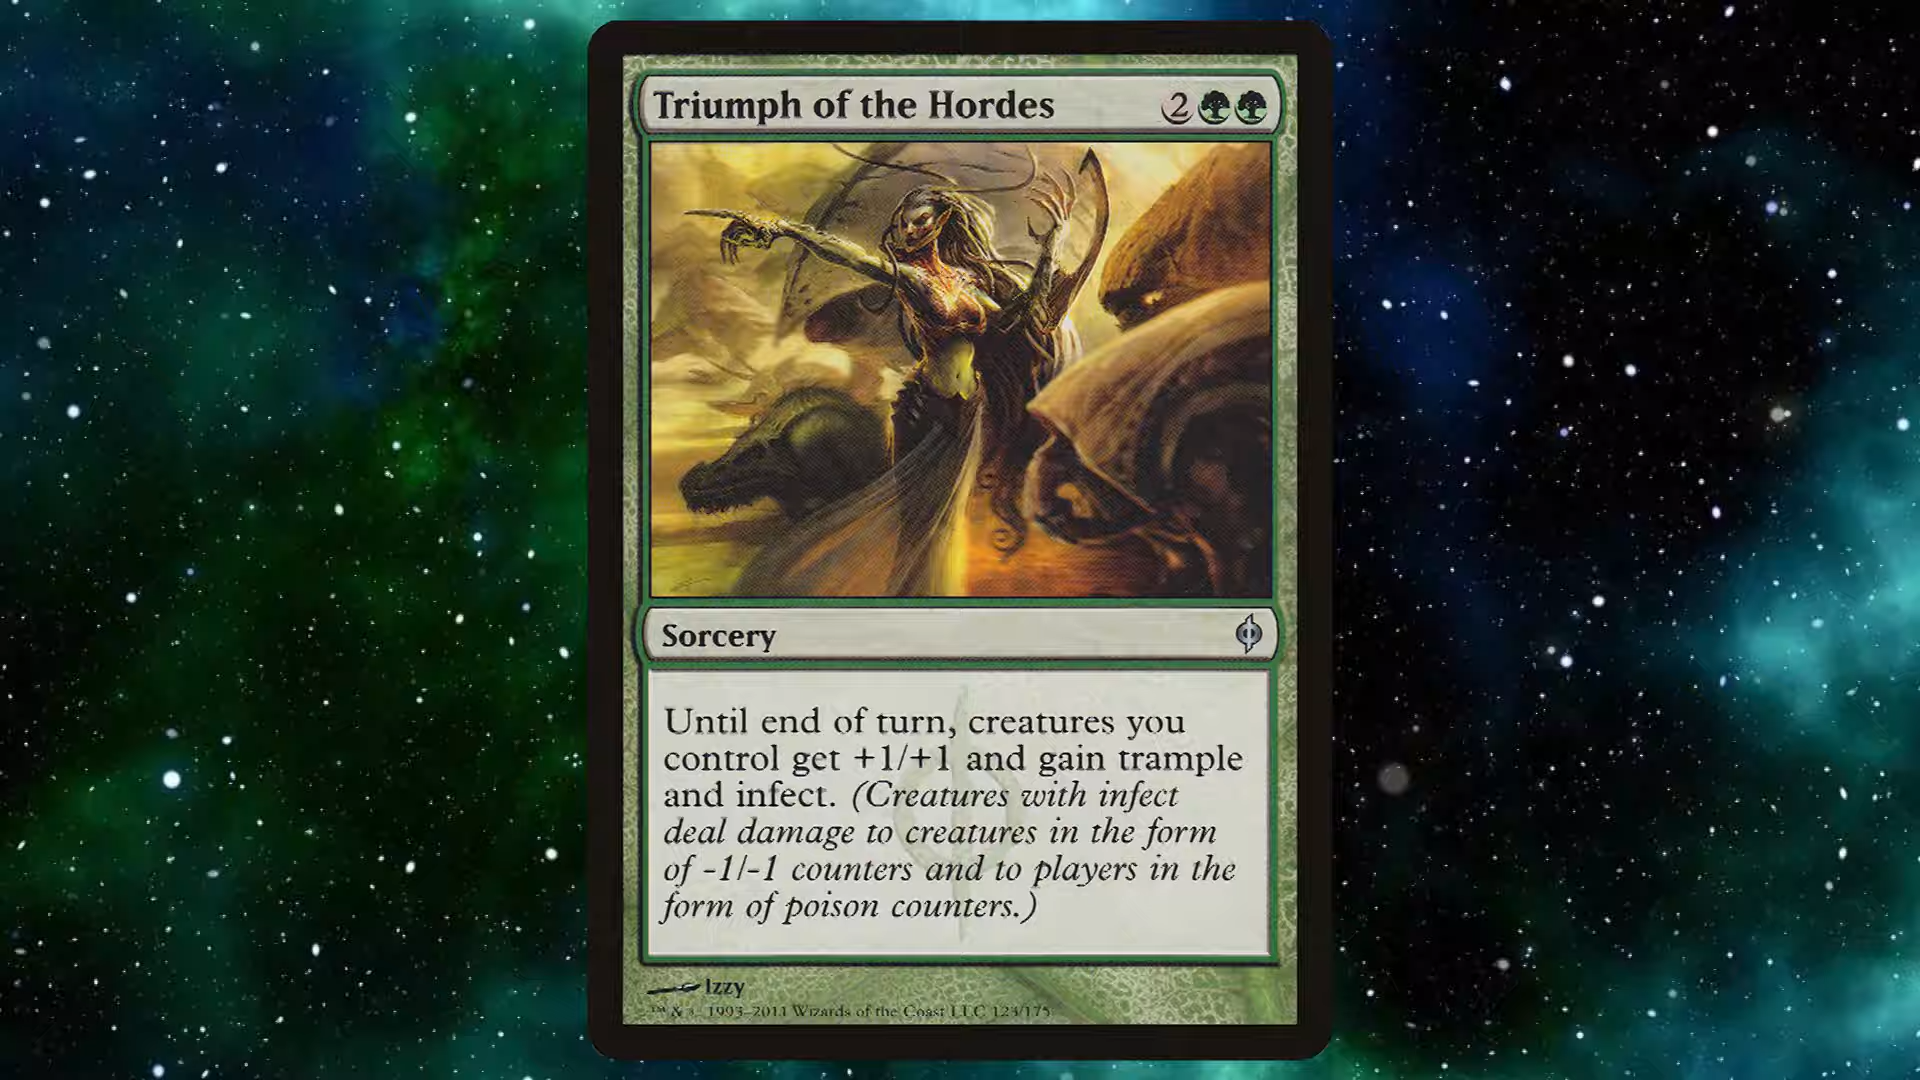 Triumph of the Hordes 2
Sorcery
Until end of turn, creatures you
control get +1/+1 and gain trample
and infect. (Creatures with infect
deal damage to creatures in the form
of -1/-1 counters and to players in the
form of poison counters.)
Izzy
™ & © 1993–2011 Wizards of the Coast LLC 123/175